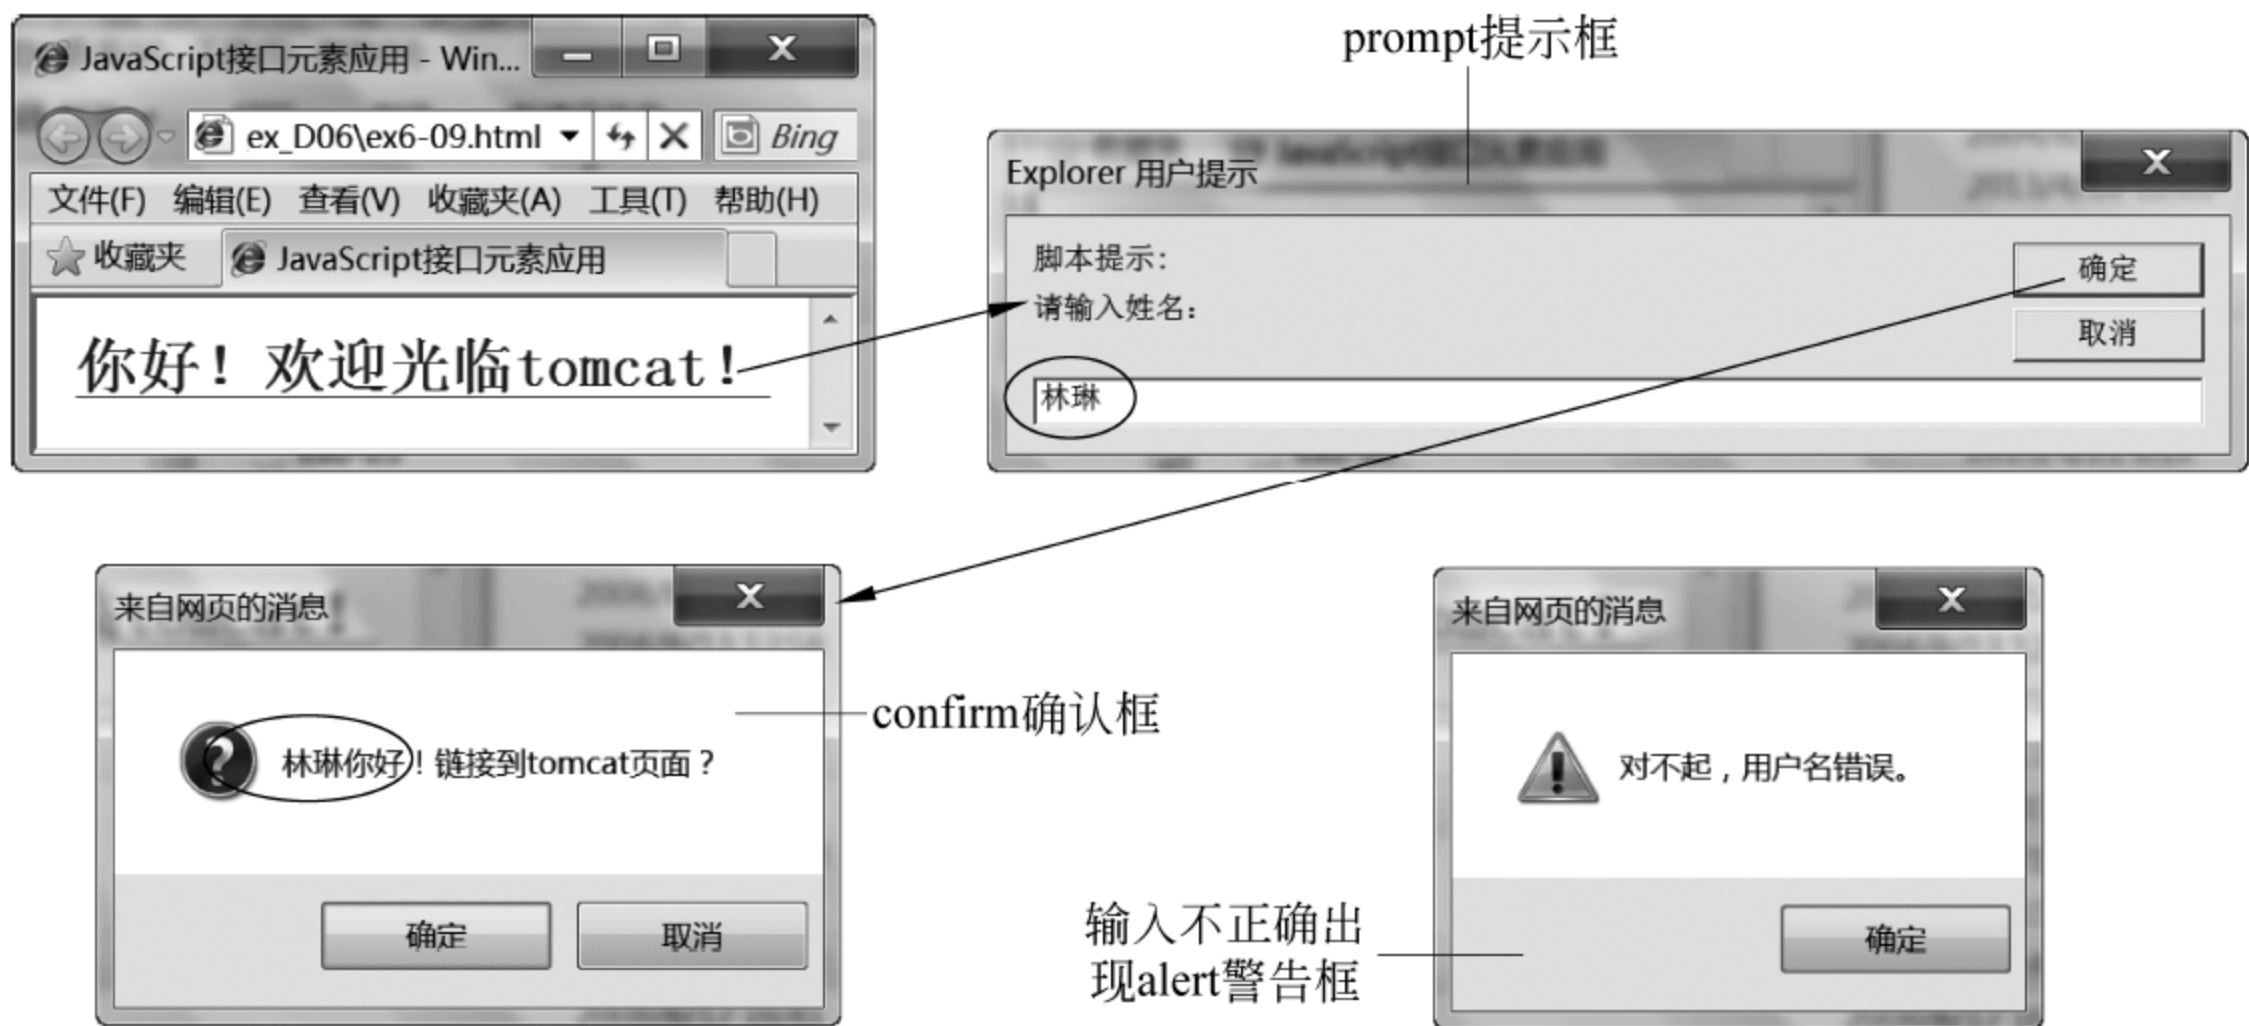 JavaScript接口元素应用 - Win...
ex_D06\ex6-09.html
Bing
文件(F) 编辑(E) 查看(V) 收藏夹(A) 工具(T) 帮助(H)
收藏夹
JavaScript接口元素应用
你好！欢迎光临tomcat！
prompt提示框
Explorer 用户提示
脚本提示：
请输入姓名：
确定
取消
林琳
来自网页的消息
林琳你好！链接到tomcat页面？
确定
取消
confirm确认框
来自网页的消息
对不起，用户名错误。
确定
输入不正确出
现alert警告框